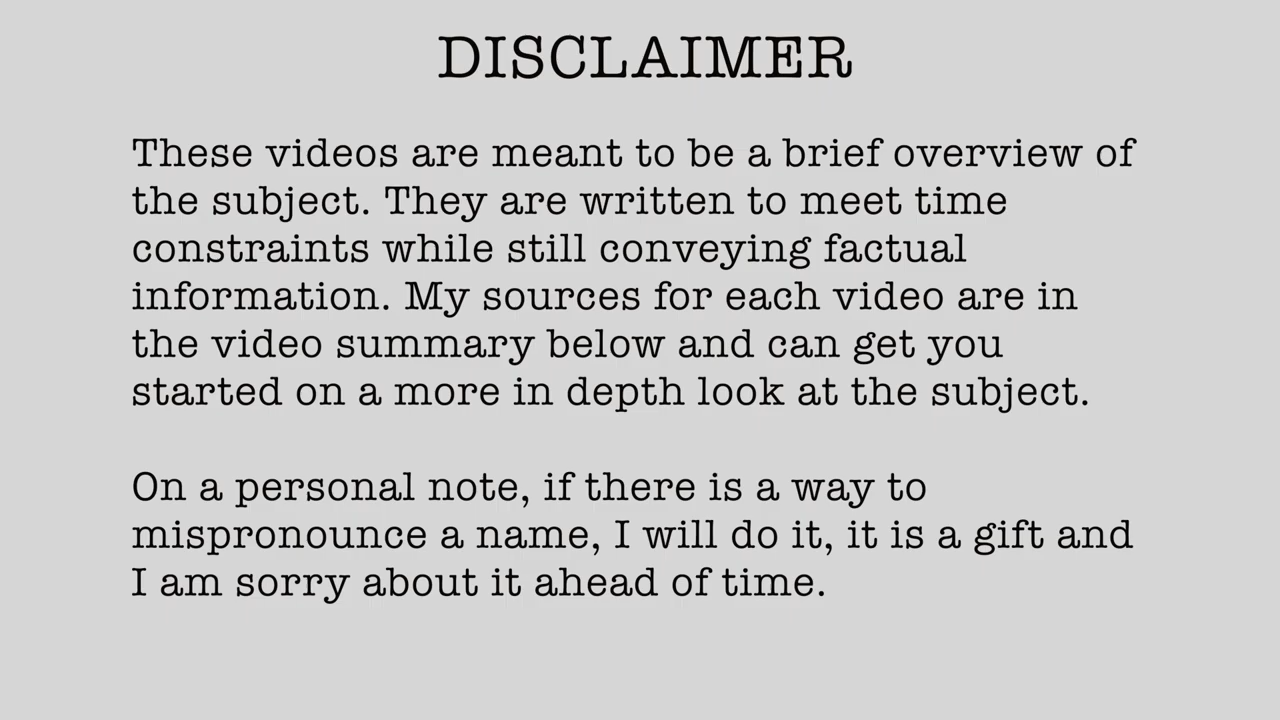 DISCLAIMER
These videos are meant to be a brief overview of
the subject. They are written to meet time
constraints while still conveying factual
information. My sources for each video are in
the video summary below and can get you
started on a more in depth look at the subject.
On a personal note, if there is a way to
mispronounce a name, I will do it, it is a gift and
I am sorry about it ahead of time.